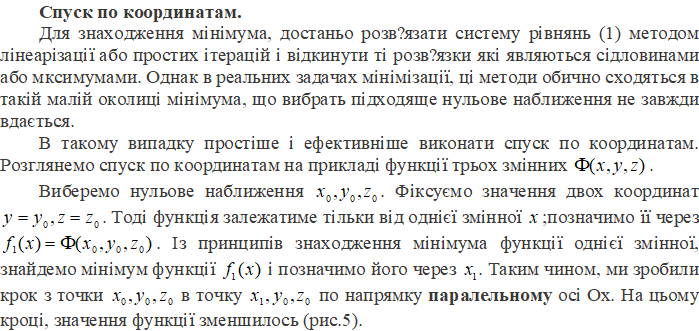 Спуск по координатам.
Для знаходження мінімума, достаньо розв?язати систему рівнянь (1) методом
лінеарізації або простих ітерацій і відкинути ті розв?язки які являються сідловинами
або мксимумами. Однак в реальних задачах мінімізації, ці методи обично сходяться в
такій малій околиці мінімума, що вибрать підходяще нульове наближення не завжди
вдається.
В такому випадку простіше і ефективніше виконати спуск по координатам.
Розглянемо спуск по координатам на прикладі функції трьох змінних Φ(x, y, z) .
Виберемо нульове наближення x₀, y₀, z₀. Фіксуємо значення двох координат
y = y₀, z = z₀. Тоді функція залежатиме тільки від однієї змінної x ;позначимо її через
f₁(x) = Φ(x₀, y₀, z₀) . Із принципів знаходження мінімума функції однієї змінної,
знайдемо мінімум функції f₁(x) і позначимо його через x₁. Таким чином, ми зробили
крок з точки x₀, y₀, z₀ в точку x₁, y₀, z₀ по напрямку паралельному осі Ох. На цьому
кроці, значення функції зменшилось (рис.5).